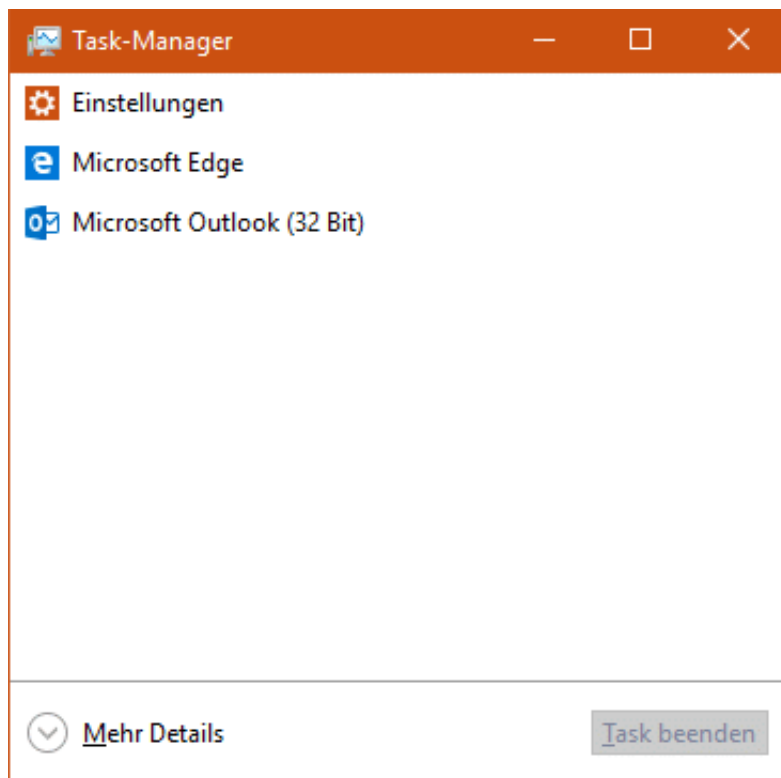 Task-Manager
Einstellungen
Microsoft Edge
Microsoft Outlook (32 Bit)
Mehr Details
Task beenden